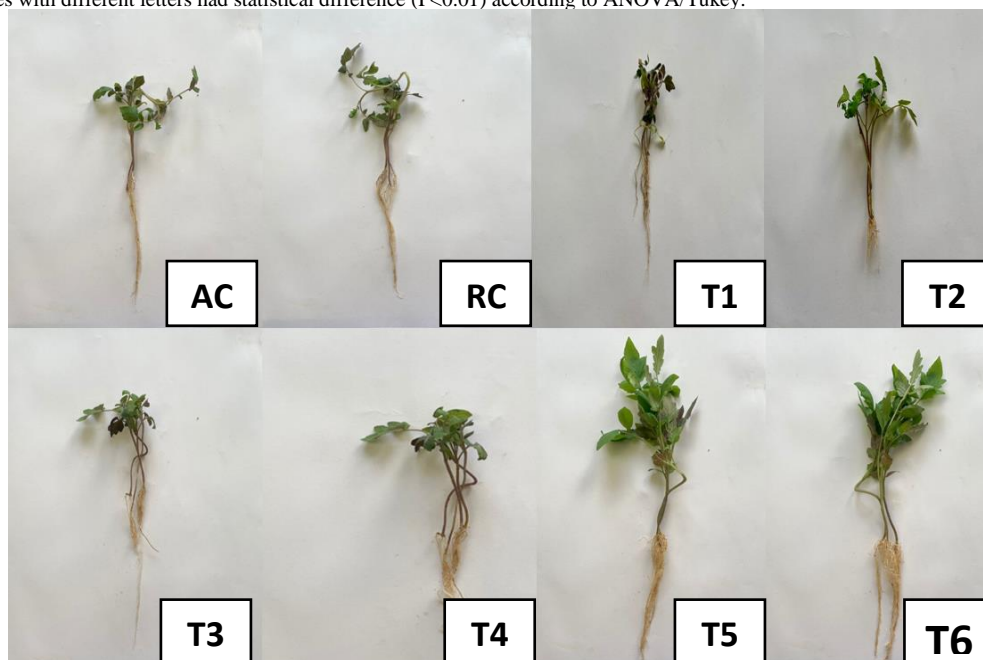 with different letters had statistical difference (P<0.01) according to ANOVA/Tukey.
AC
RC
T1
T2
T3
T4
T5
T6